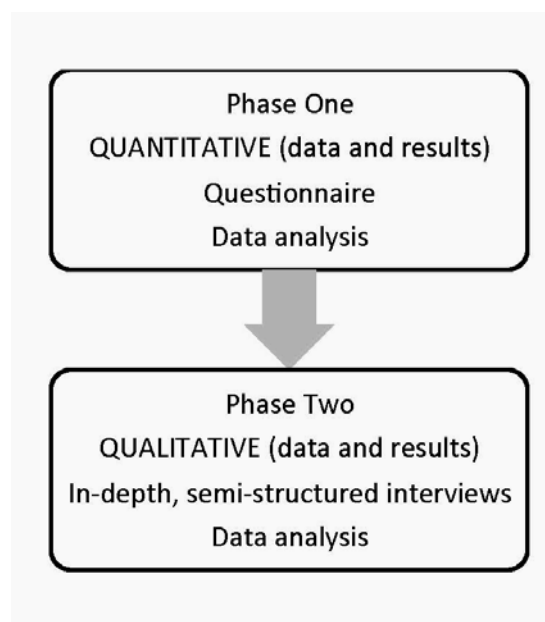 Phase One
QUANTITATIVE (data and results)
Questionnaire
Data analysis
Phase Two
QUALITATIVE (data and results)
In-depth, semi-structured interviews
Data analysis